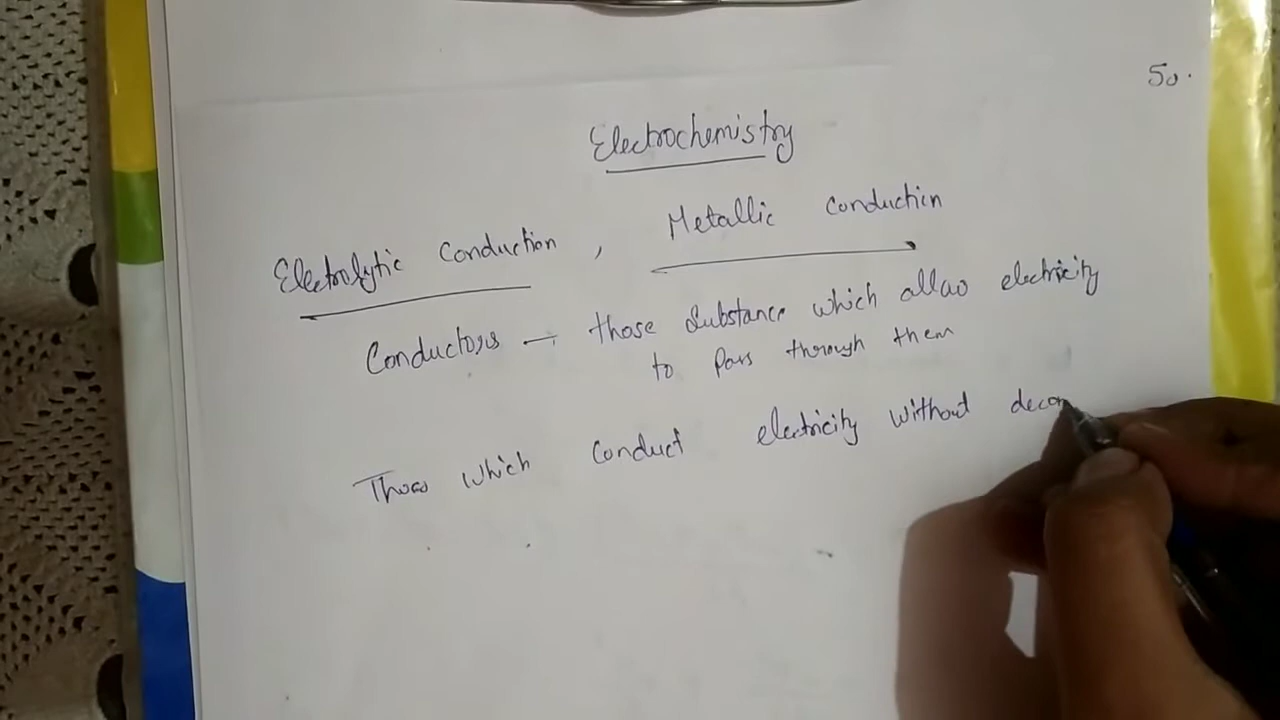 50.
Electrochemistry
Electrolytic Conduction , Metallic Conduction
Conductors — those substance which allow electricity
to pass through them
Those which conduct electricity without decom